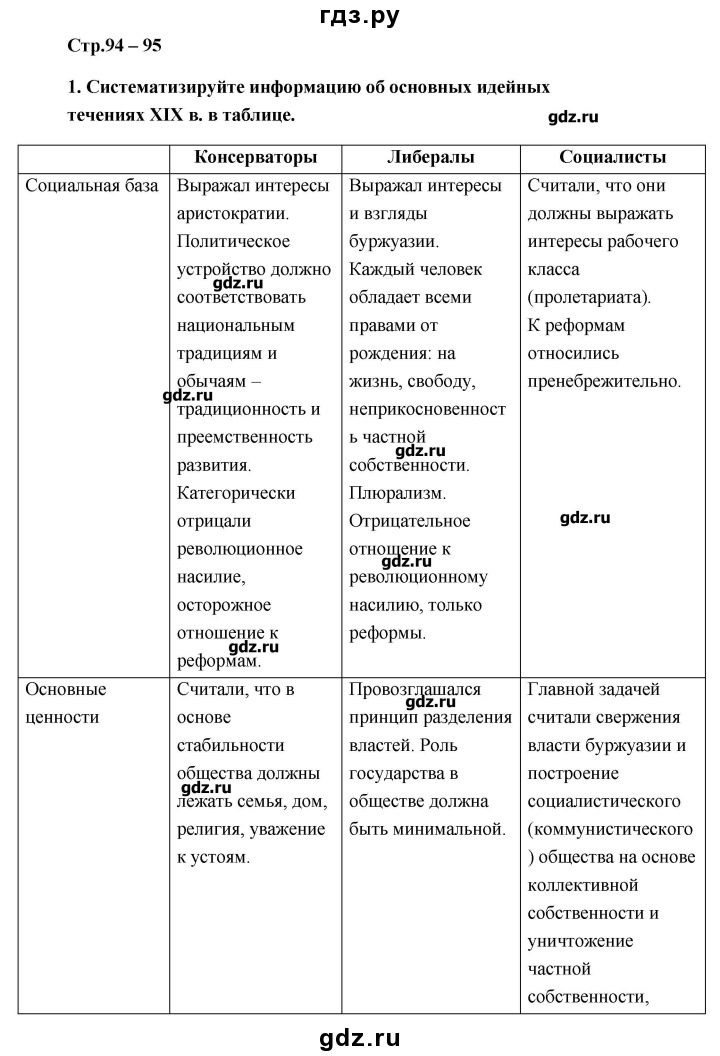 гдз.ру
Стр.94 – 95
1. Систематизируйте информацию об основных идейных
течениях XIX в. в таблице.
gdz.ru
Консерваторы
Либералы
Социалисты
Социальная база
Выражал интересы
аристократии.
Политическое
устройство должно
gdz.ru
соответствовать
национальным
традициям и
обычаям –
gdz.ru
традиционность и
преемственность
развития.
Категорически
отрицали
революционное
насилие,
осторожное
отношение к
gdz.ru
реформам.
Выражал интересы
и взгляды
буржуазии.
Каждый человек
обладает всеми
правами от
рождения: на
жизнь, свободу,
неприкосновенност
ь частной
gdz.ru
собственности.
Плюрализм.
Отрицательное
отношение к
gdz.ru
революционному
насилию, только
реформы.
Считали, что они
должны выражать
интересы рабочего
класса
(пролетариата).
К реформам
относились
пренебрежительно.
gdz.ru
Основные
ценности
Считали, что в
основе
стабильности
общества должны
gdz.ru
лежать семья, дом,
религия, уважение
к устоям.
Провозглашался
gdz.ru
принцип разделения
властей. Роль
государства в
обществе должна
быть минимальной.
Главной задачей
считали свержения
власти буржуазии и
построение
социалистического
(коммунистического
) общества на основе
коллективной
собственности и
уничтожение
частной
собственности,
gdz.ru